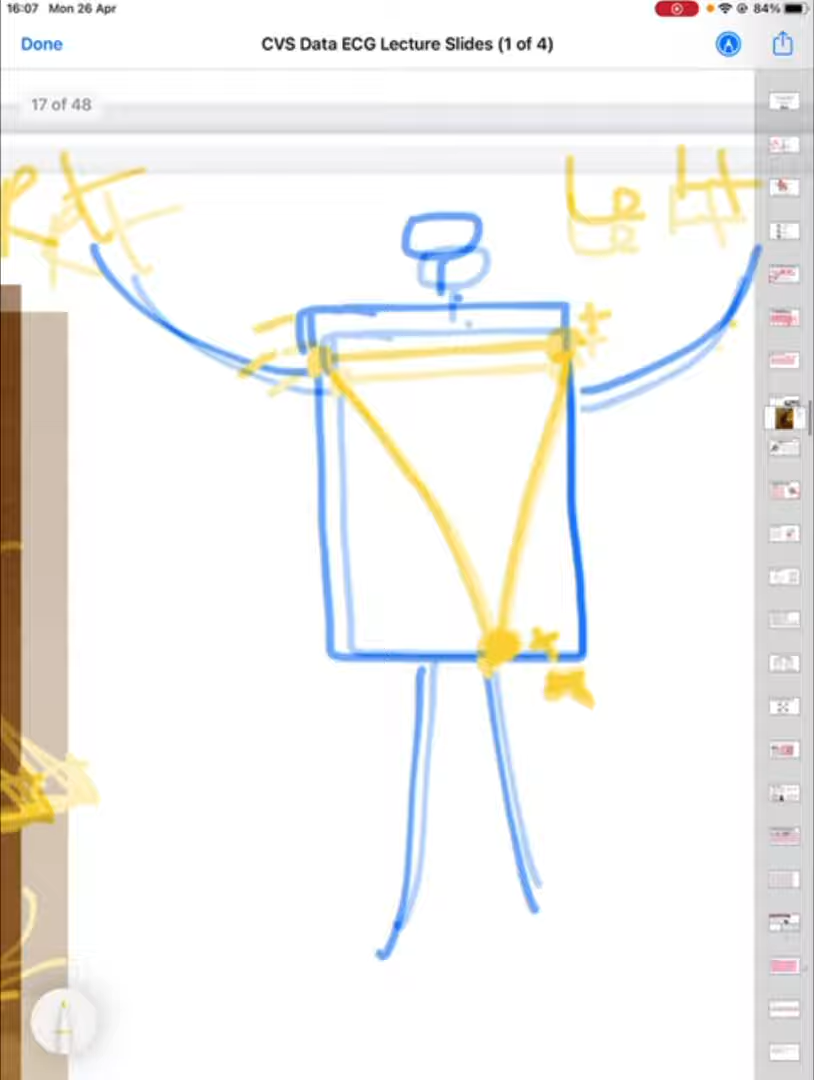 16:07 Mon 26 Apr 84%
Done CVS Data ECG Lecture Slides (1 of 4)
17 of 48
Rt Left
+
+